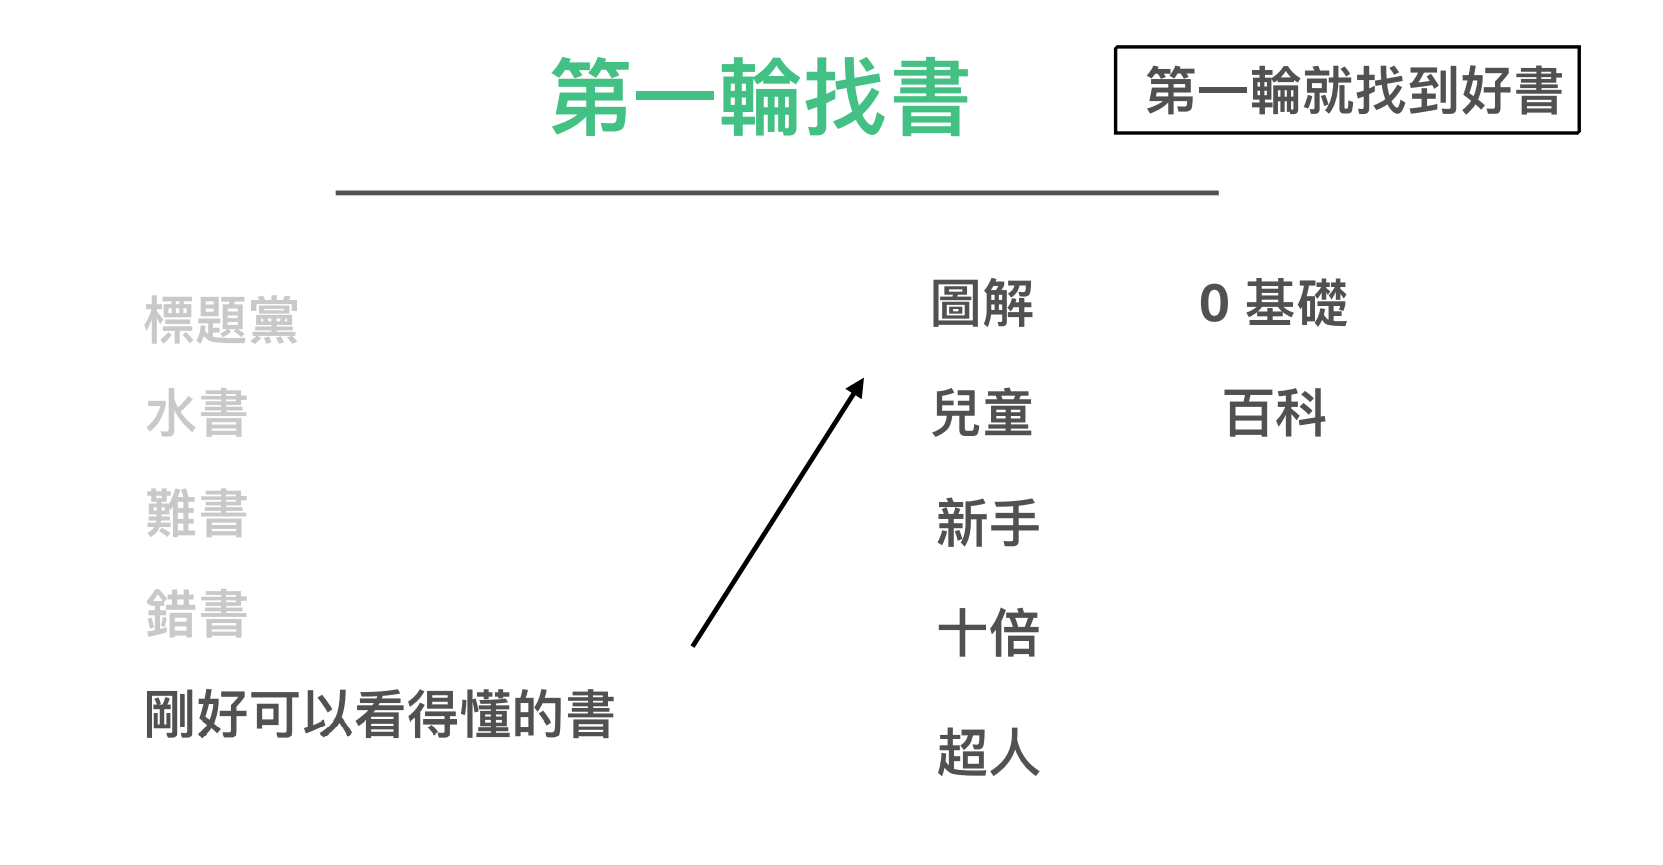 第一輪找書
第一輪就找到好書
標題黨
水書
難書
錯書
剛好可以看得懂的書
圖解
兒童
新手
十倍
超人
0 基礎
百科